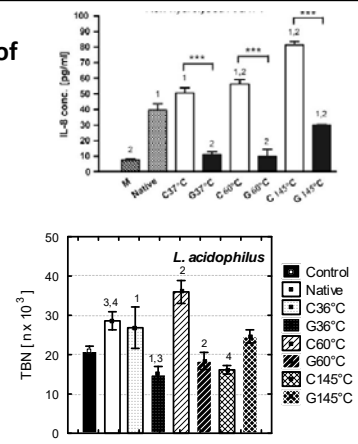 of
IL-8 conc. [pg/ml]
100
90
80
70
60
50
40
30
20
10
0
2
1
1
***
2
1,2
***
2
1,2
***
1,2
M
Native
C37°C
G37°C
C 60°C
G 60°C
C 145°C
G 145°C
L. acidophilus
TBN [ n x 10³ ]
50
40
30
20
10
0
3,4
1
1,3
2
2
4
Control
Native
C36°C
G36°C
C60°C
G60°C
C145°C
G145°C